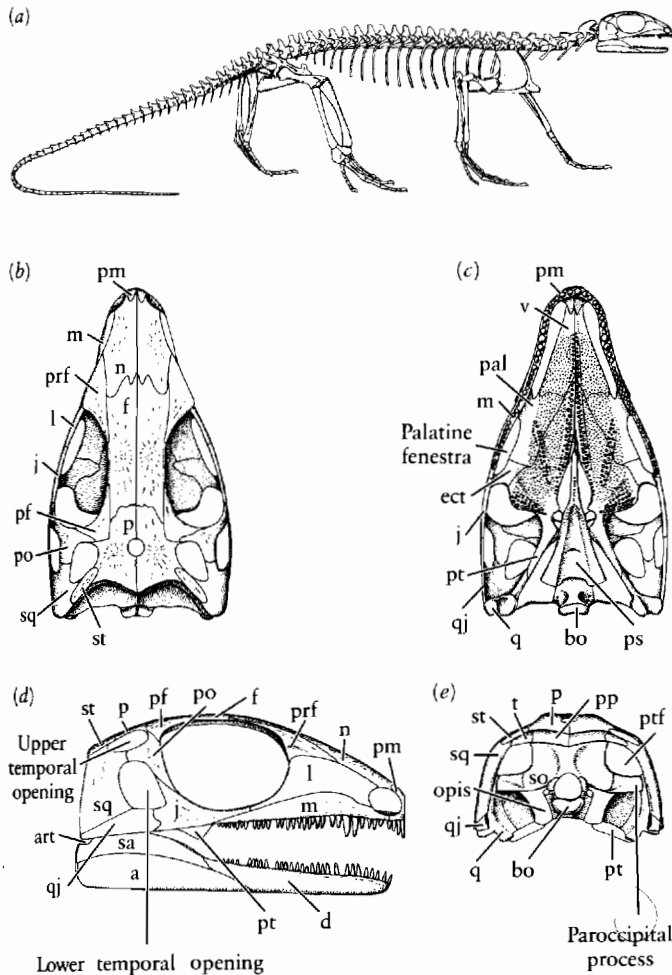 (a)
(b)
pm
m
n
prf
f
l
j
pf
p
po
sq
st
(c)
pm
v
pal
m
Palatine
fenestra
ect
j
pt
qj
q
bo
ps
(d)
st
p
pf
po
f
prf
n
pm
Upper
temporal
opening
l
m
j
sq
art
sa
qj
a
pt
d
Lower temporal opening
(e)
st
t
p
pp
ptf
sq
so
opis
qj
q
bo
pt
Paroccipital
process